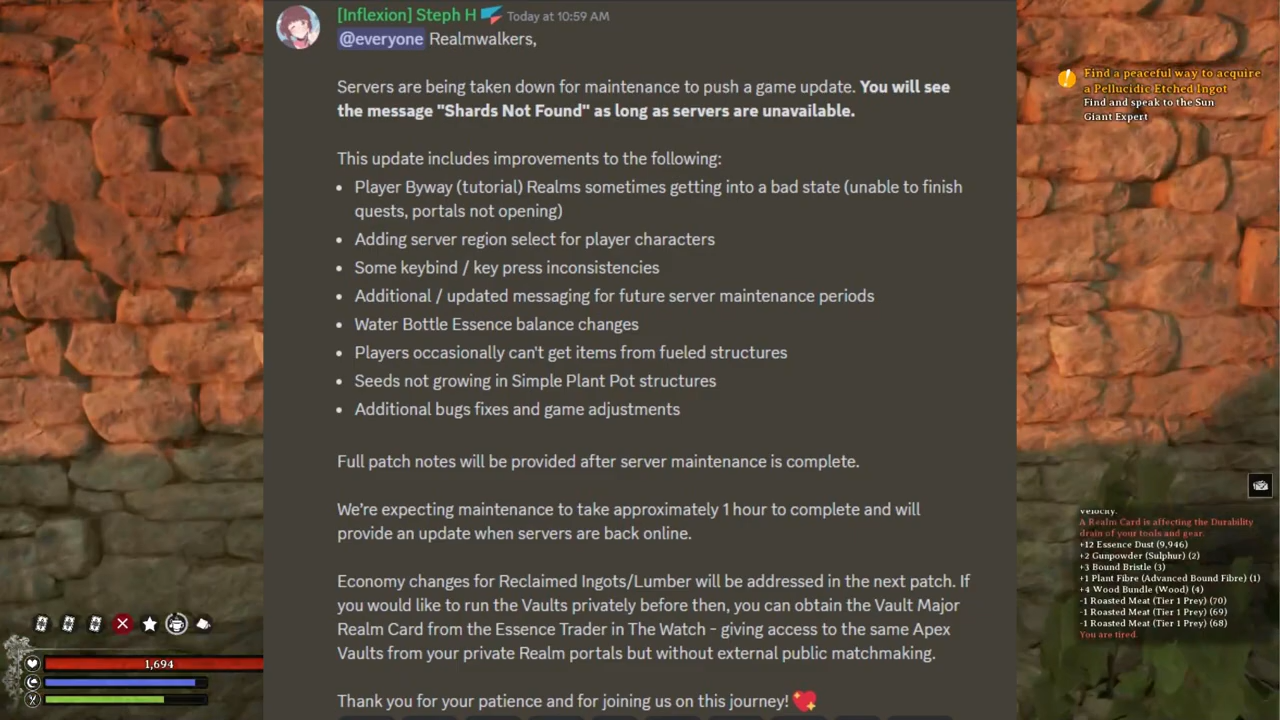 [Inflexion] Steph H Today at 10:59 AM
@everyone Realmwalkers,
Servers are being taken down for maintenance to push a game update. You will see
the message "Shards Not Found" as long as servers are unavailable.
This update includes improvements to the following:
• Player Byway (tutorial) Realms sometimes getting into a bad state (unable to finish
quests, portals not opening)
• Adding server region select for player characters
• Some keybind / key press inconsistencies
• Additional / updated messaging for future server maintenance periods
• Water Bottle Essence balance changes
• Players occasionally can't get items from fueled structures
• Seeds not growing in Simple Plant Pot structures
• Additional bugs fixes and game adjustments
Full patch notes will be provided after server maintenance is complete.
We're expecting maintenance to take approximately 1 hour to complete and will
provide an update when servers are back online.
Economy changes for Reclaimed Ingots/Lumber will be addressed in the next patch. If
you would like to run the Vaults privately before then, you can obtain the Vault Major
Realm Card from the Essence Trader in The Watch - giving access to the same Apex
Vaults from your private Realm portals but without external public matchmaking.
Thank you for your patience and for joining us on this journey!
Find a peaceful way to acquire
a Pellucidic Etched Ingot
Find and speak to the Sun
Giant Expert
velocity.
A Realm Card is affecting the Durability
drain of your tools and gear.
+12 Essence Dust (9,946)
+2 Gunpowder (Sulphur) (2)
+3 Bound Bristle (3)
+1 Plant Fibre (Advanced Bound Fibre) (1)
+4 Wood Bundle (Wood) (4)
-1 Roasted Meat (Tier 1 Prey) (70)
-1 Roasted Meat (Tier 1 Prey) (69)
-1 Roasted Meat (Tier 1 Prey) (68)
You are tired.
1,694